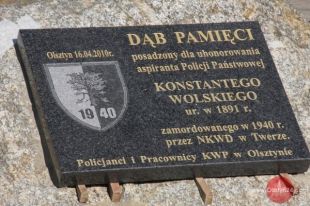 DĄB PAMIĘCI
Olsztyn 16.04.2010r.
posadzony dla uhonorowania
aspiranta Policji Państwowej
KONSTANTEGO
WOLSKIEGO
ur. w 1891 r.
19 40
zamordowanego w 1940 r.
przez NKWD w Twerze.
Policjanci i Pracownicy KWP w Olsztynie